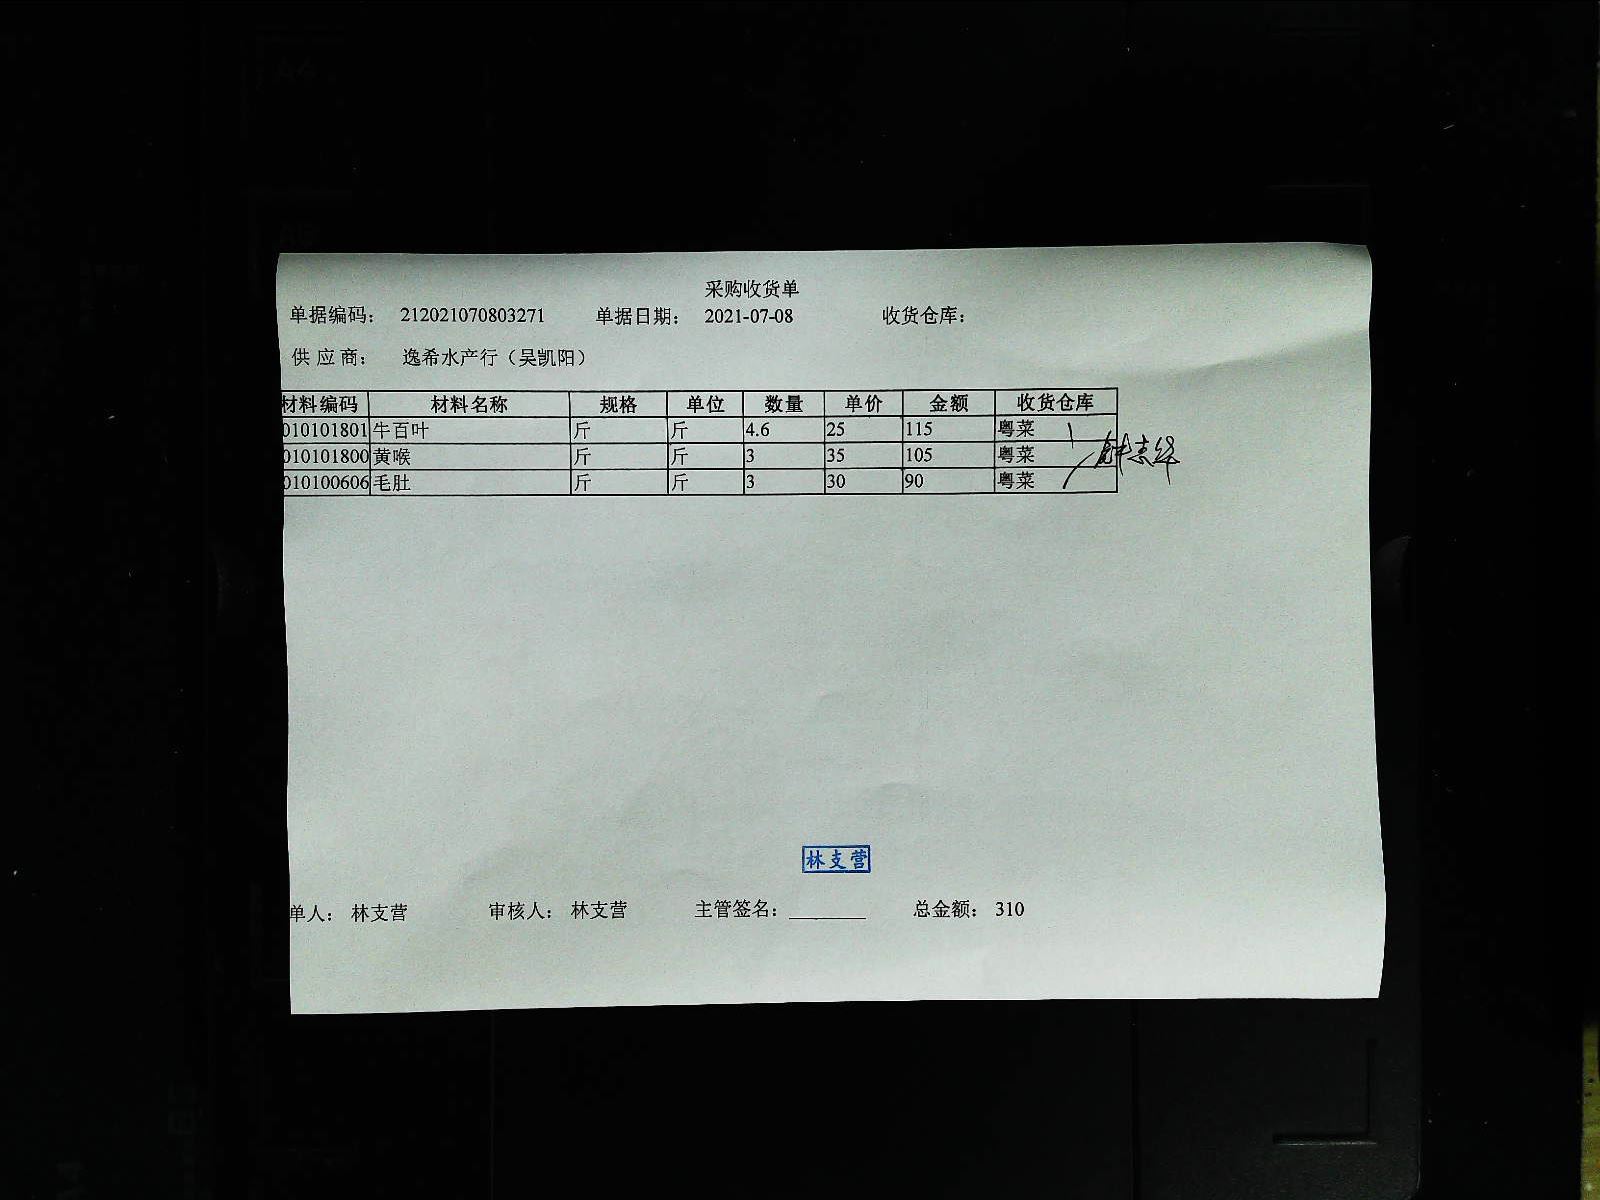 采购收货单
单据编码： 212021070803271 单据日期： 2021-07-08 收货仓库：
供 应 商： 逸希水产行（吴凯阳）
材料编码 材料名称 规格 单位 数量 单价 金额 收货仓库
010101801 牛百叶 斤 斤 4.6 25 115 粤菜
010101800 黄喉 斤 斤 3 35 105 粤菜
010100606 毛肚 斤 斤 3 30 90 粤菜
林支营
单人： 林支营 审核人： 林支营 主管签名： 总金额： 310